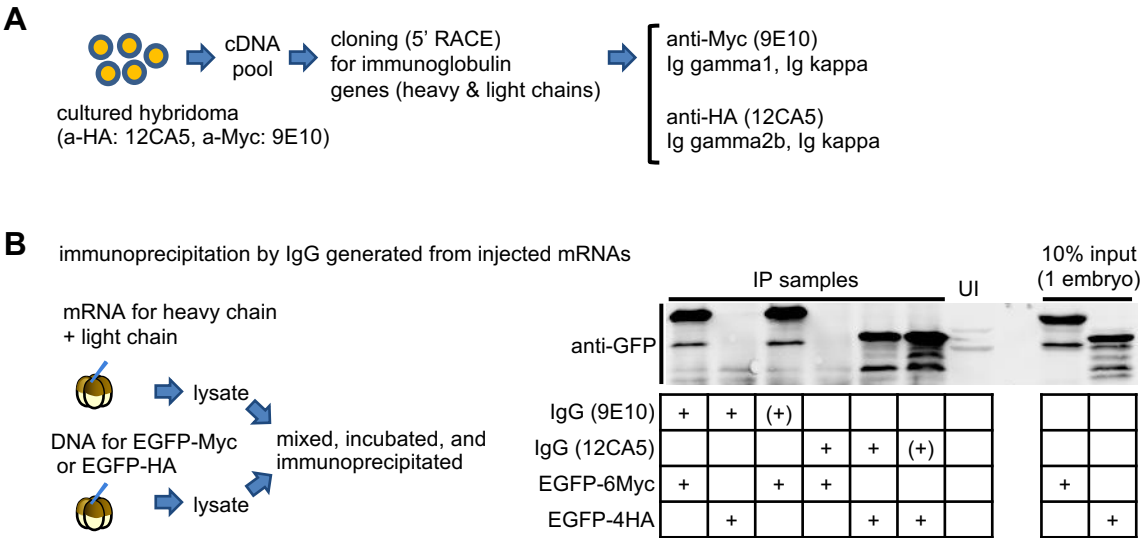 A
cultured hybridoma
(a-HA: 12CA5, a-Myc: 9E10)
cDNA
pool
cloning (5' RACE)
for immunoglobulin
genes (heavy & light chains)
anti-Myc (9E10)
Ig gamma1, Ig kappa
anti-HA (12CA5)
Ig gamma2b, Ig kappa
B
immunoprecipitation by IgG generated from injected mRNAs
mRNA for heavy chain
+ light chain
lysate
DNA for EGFP-Myc
or EGFP-HA
lysate
mixed, incubated, and
immunoprecipitated
IP samples
UI
10% input
(1 embryo)
anti-GFP
IgG (9E10) + + (+)
IgG (12CA5) + + (+)
EGFP-6Myc + + + +
EGFP-4HA + + + +